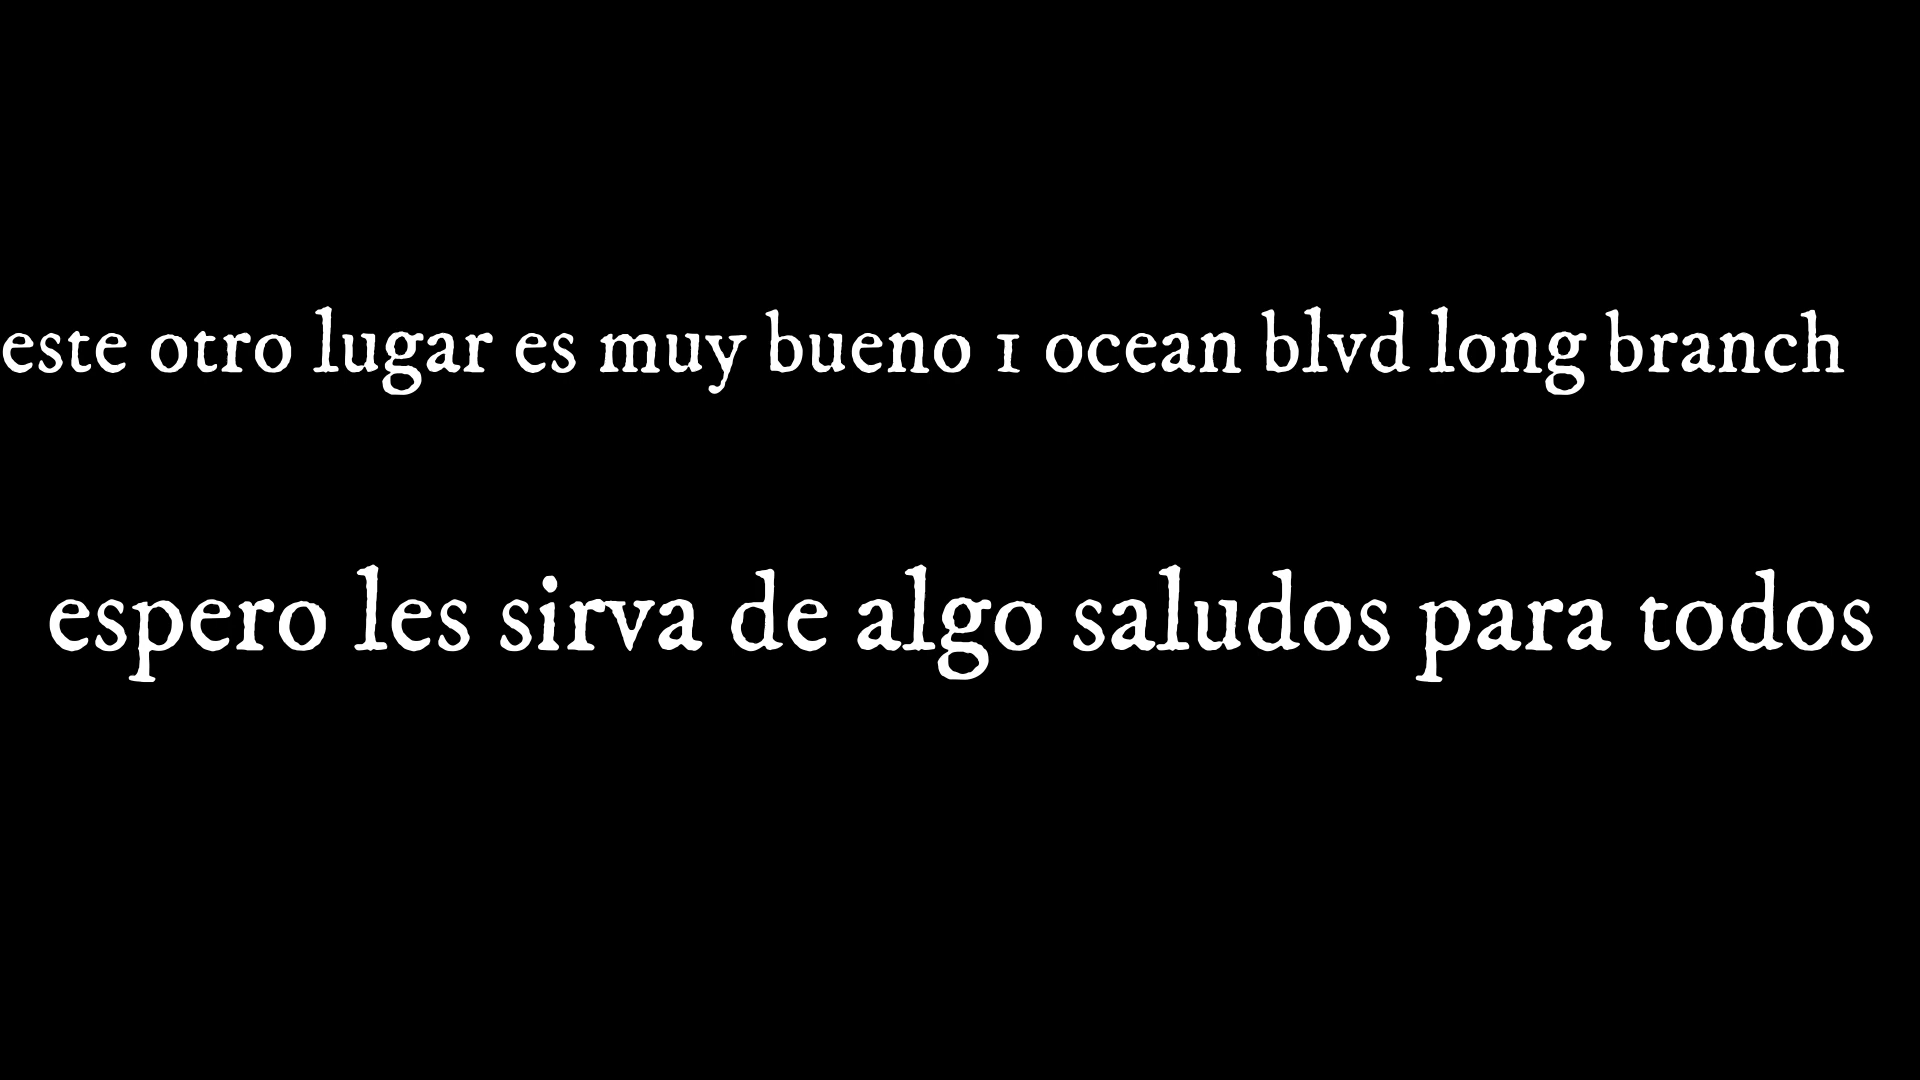 este otro lugar es muy bueno 1 ocean blvd long branch
espero les sirva de algo saludos para todos